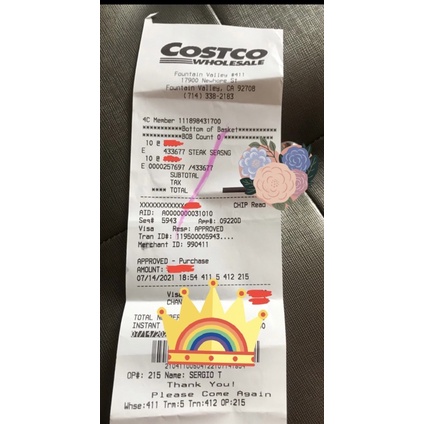 COSTCO
WHOLESALE
Fountain Valley #411
17900 Newhope St
Fountain Valley, CA 92708
(714) 338-2183
4C Member 111898431700
Bottom of Basket
BOB Count 0
10 @
E 433677 STEAK SEASNG
10 @
E 0000257697 /433677
SUBTOTAL
TAX
**** TOTAL
CHIP Read
AID: A0000000031010
Seq# 5943 App#: 09220D
Visa Resp: APPROVED
Tran ID#: 119500005943....
Merchant ID: 990411
APPROVED - Purchase
AMOUNT:
07/14/2021 18:54 411 5 412 215
OP#: 215 Name: SERGIO T
Thank You!
Please Come Again
Whse:411 Trm:5 Trn:412 OP:215